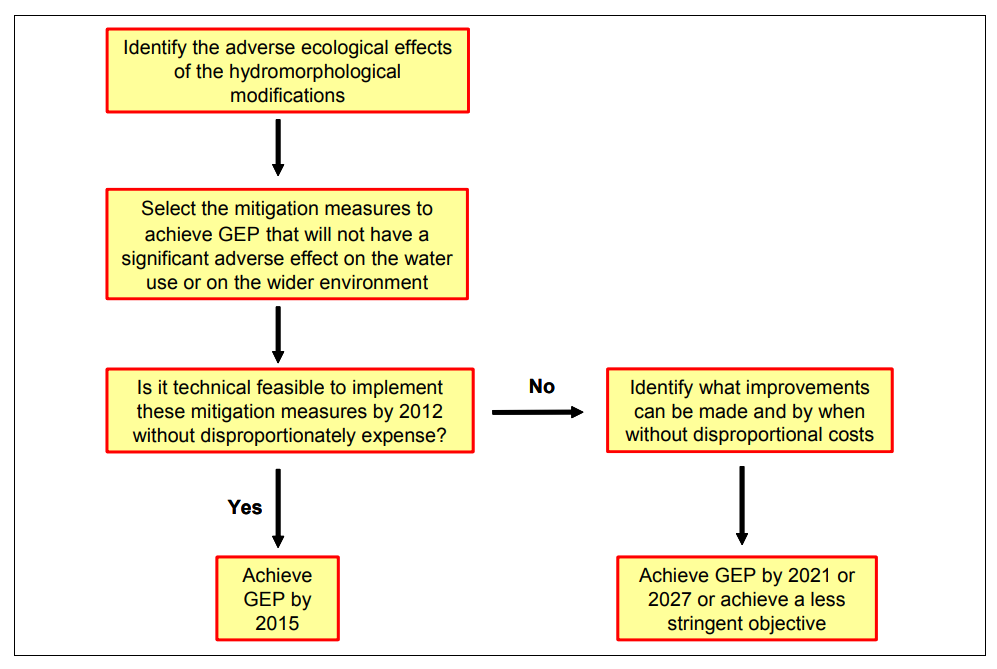 Identify the adverse ecological effects
of the hydromorphological
modifications
Select the mitigation measures to
achieve GEP that will not have a
significant adverse effect on the water
use or on the wider environment
Is it technical feasible to implement
these mitigation measures by 2012
without disproportionately expense?
No
Identify what improvements
can be made and by when
without disproportional costs
Yes
Achieve
GEP by
2015
Achieve GEP by 2021 or
2027 or achieve a less
stringent objective